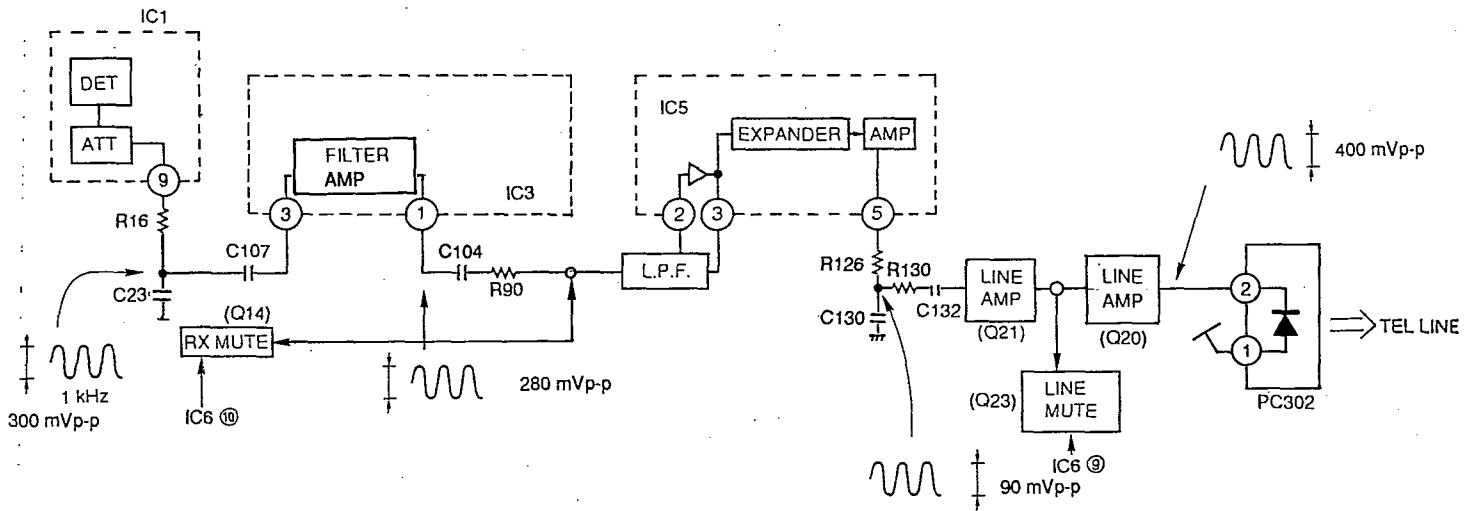 IC1
DET
ATT
9
R16
C23
C107
FILTER
AMP
IC3
3
1
C104
R90
(Q14)
RX MUTE
IC6 ⑩
1 kHz
300 mVp-p
280 mVp-p
IC5
EXPANDER
AMP
2
3
5
L.P.F.
R126
R130
C130
C132
LINE
AMP
(Q21)
LINE
AMP
(Q20)
(Q23)
LINE
MUTE
IC6 ⑨
90 mVp-p
400 mVp-p
2
1
PC302
TEL LINE